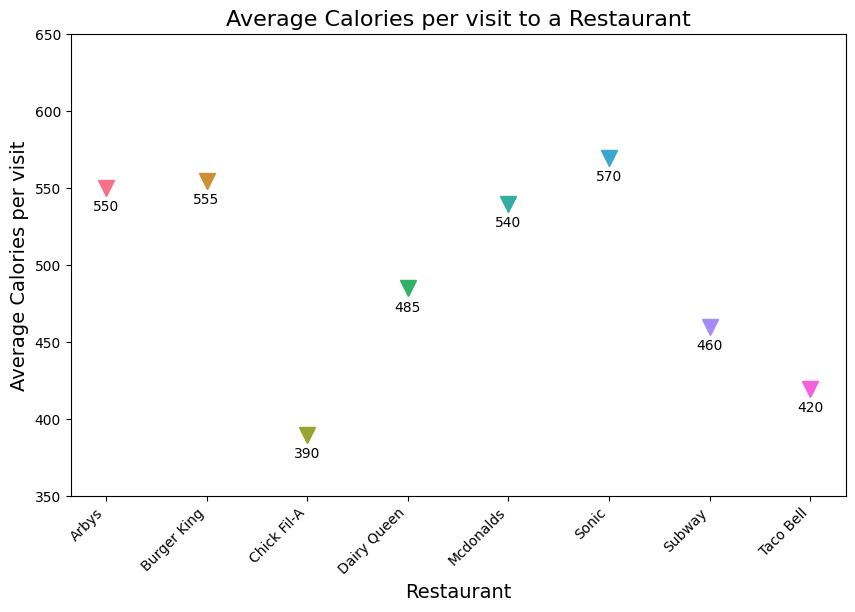 Average Calories per visit to a Restaurant
Average Calories per visit
650
600
550
500
450
400
350
550
555
390
485
540
570
460
420
Arbys
Burger King
Chick Fil-A
Dairy Queen
Mcdonalds
Sonic
Subway
Taco Bell
Restaurant